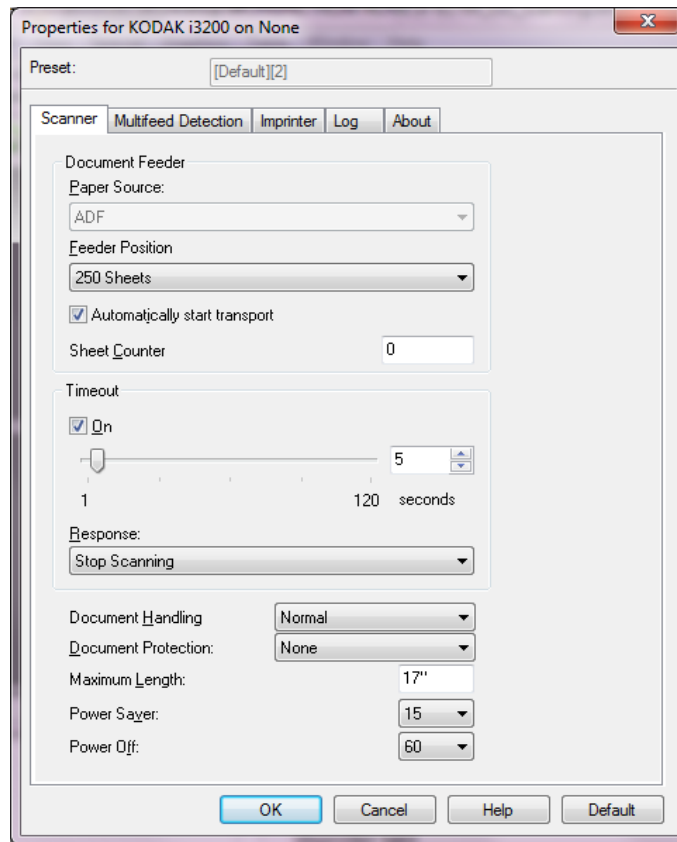 Properties for KODAK i3200 on None
Preset: [Default][2]
Scanner Multifeed Detection Imprinter Log About
Document Feeder
Paper Source:
ADF
Feeder Position
250 Sheets
Automatically start transport
Sheet Counter 0
Timeout
On
5
1 120 seconds
Response:
Stop Scanning
Document Handling Normal
Document Protection: None
Maximum Length: 17"
Power Saver: 15
Power Off: 60
OK Cancel Help Default